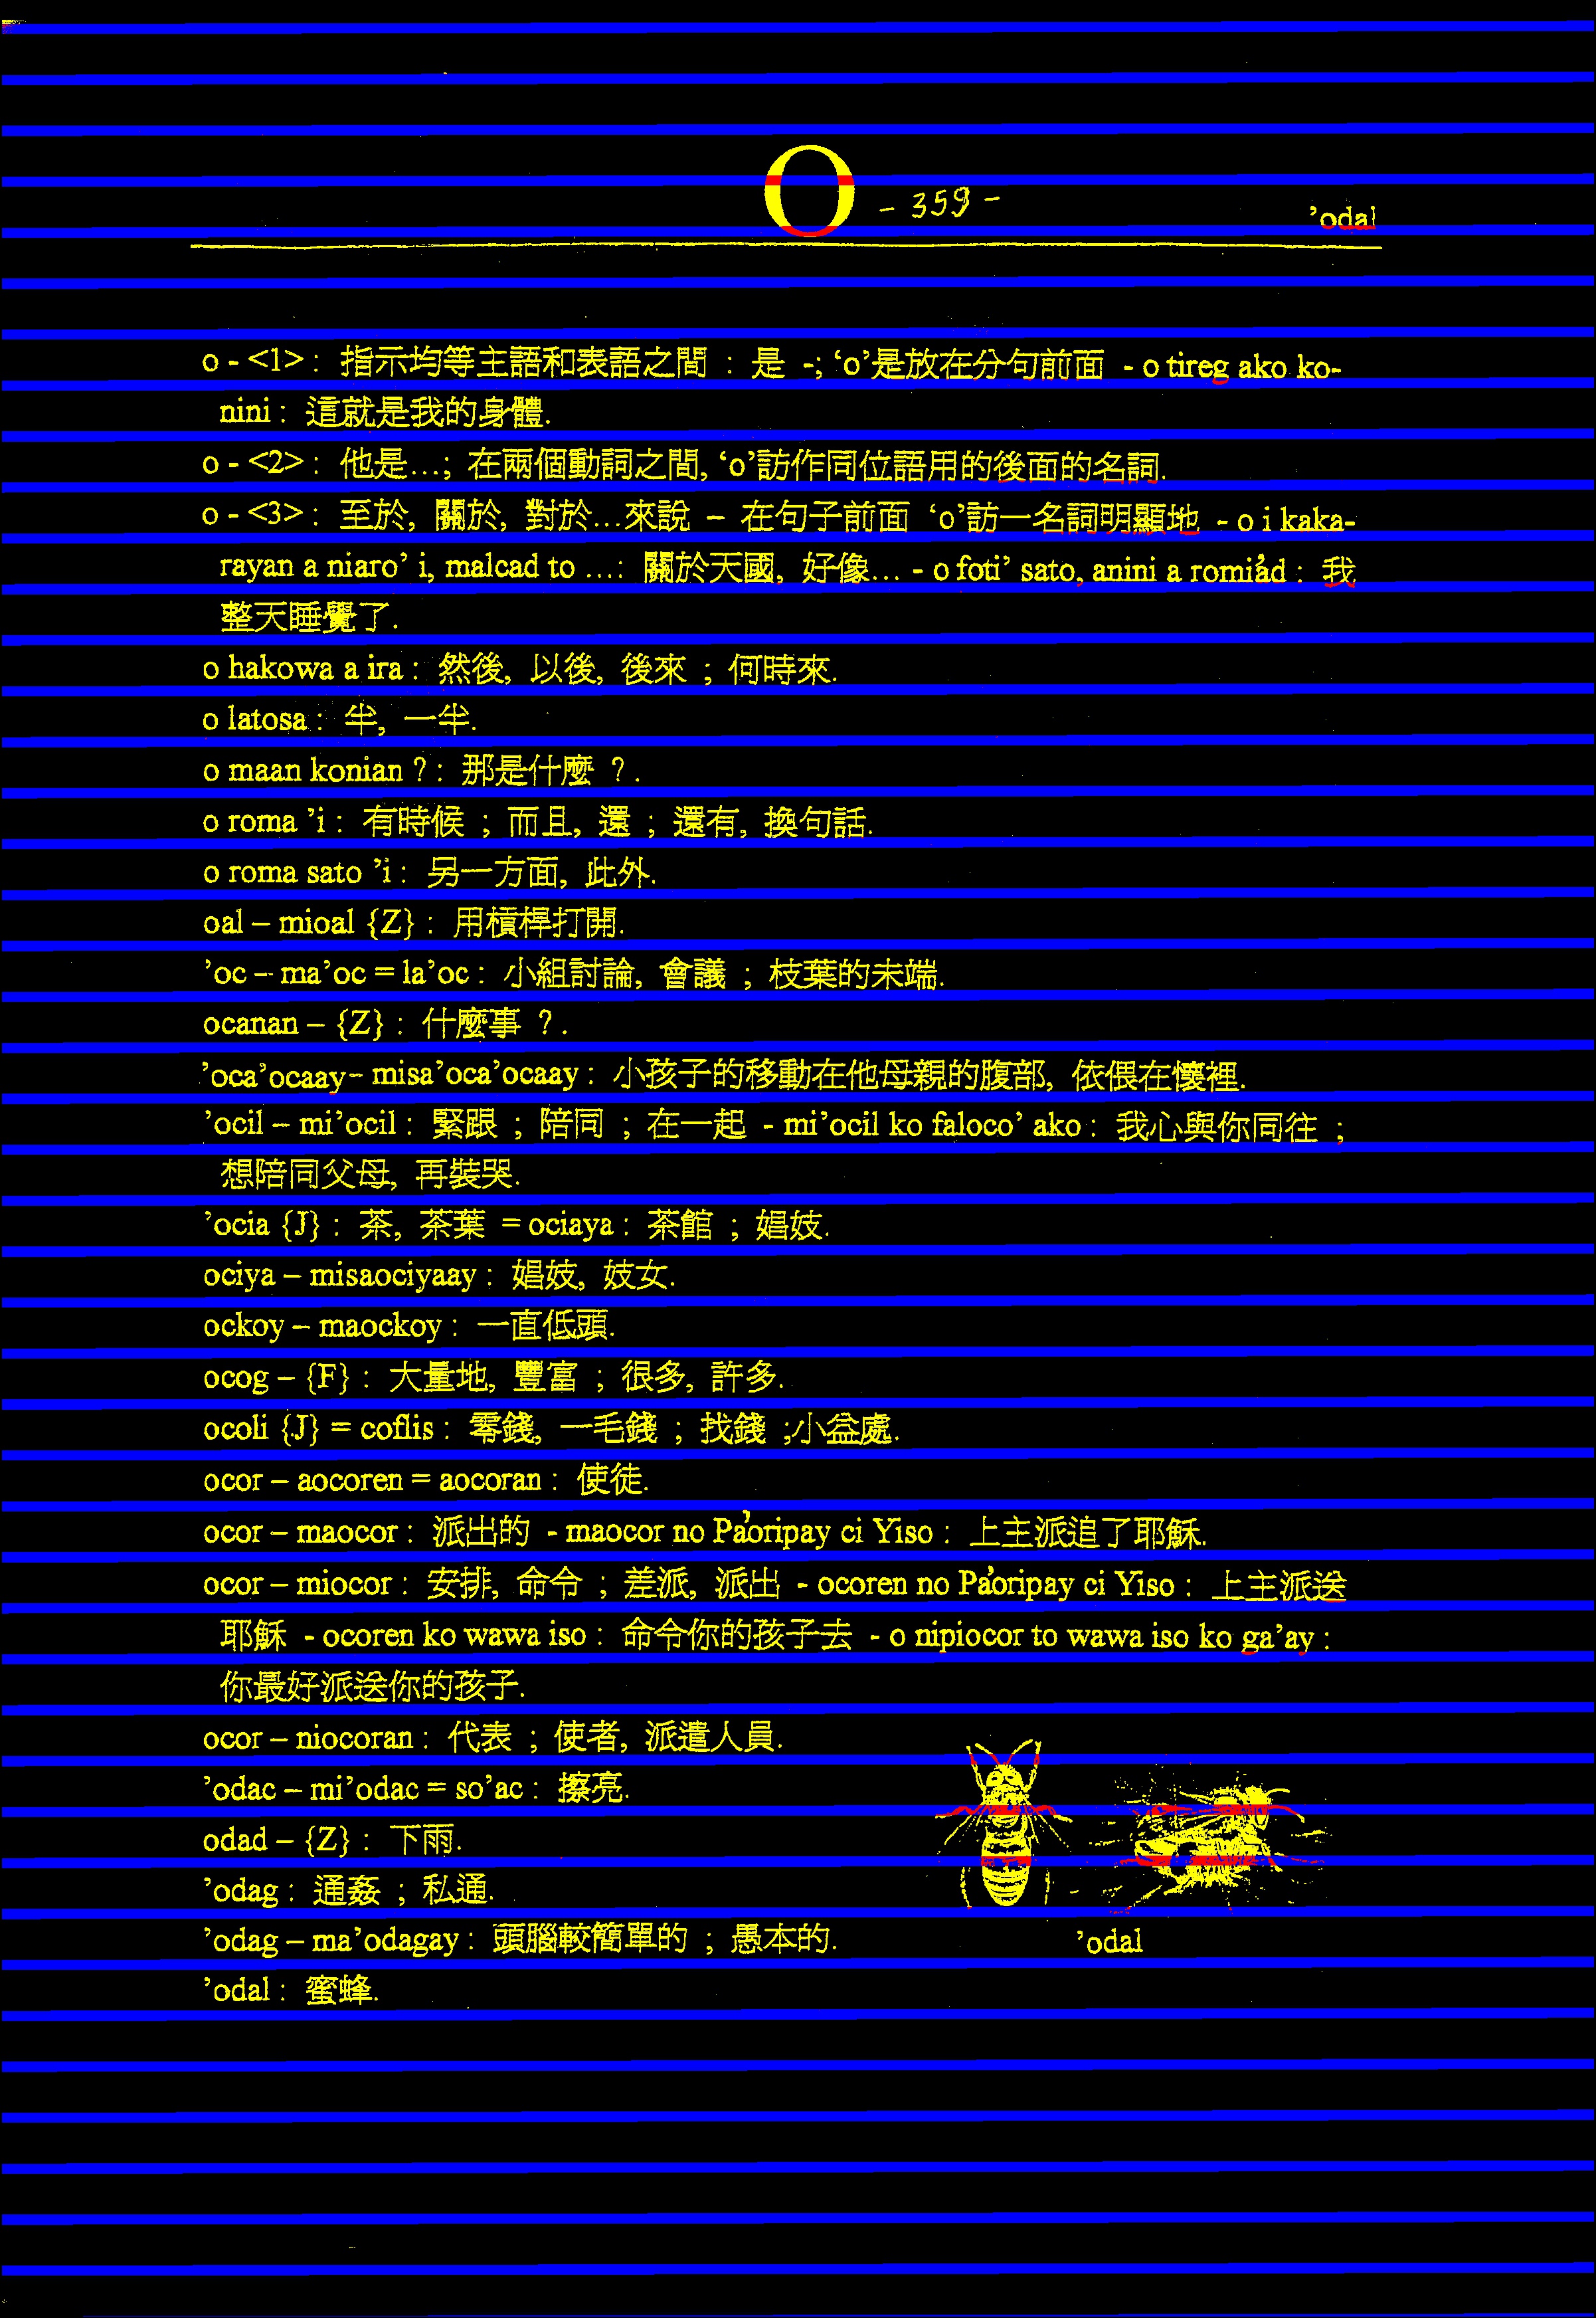 O - 359 - 'odal
o - <1> : 指示均等主語和表語之間 : 是 -; ‘o’是放在分句前面 - o tireg ako ko-
nini : 這就是我的身體.
o - <2> : 他是...; 在兩個動詞之間, ‘o’訪作同位語用的後面的名詞.
o - <3> : 至於, 關於, 對於...來說 – 在句子前面 ‘o’訪一名詞明顯地 - o i kaka-
rayan a niaro’ i, malcad to ...: 關於天國, 好像... - o foti’ sato, anini a romi'ad : 我
整天睡覺了.
o hakowa a ira : 然後, 以後, 後來 ; 何時來.
o latosa : 半, 一半.
o maan konian ? : 那是什麼 ? .
o roma ’i : 有時候 ; 而且, 還 ; 還有, 換句話.
o roma sato ’i : 另一方面, 此外.
oal – mioal {Z} : 用槓桿打開.
’oc – ma’oc = la’oc : 小組討論, 會議 ; 枝葉的末端.
ocanan – {Z} : 什麼事 ? .
’oca’ocaay– misa’oca’ocaay : 小孩子的移動在他母親的腹部, 依偎在懷裡.
’ocil – mi’ocil : 緊跟 ; 陪同 ; 在一起 - mi’ocil ko faloco’ ako : 我心與你同往 ;
想陪同父母, 再裝哭.
’ocia {J} : 茶, 茶葉 = ociaya : 茶館 ; 娼妓.
ociya – misaociyaay : 娼妓, 妓女.
ockoy – maockoy : 一直低頭.
ocog – {F} : 大量地, 豐富 ; 很多, 許多.
ocoli {J} = coflis : 零錢, 一毛錢 ; 找錢 ;小益處.
ocor – aocoren = aocoran : 使徒.
ocor – maocor : 派出的 - maocor no Pa’oripay ci Yiso : 上主派追了耶穌.
ocor – miocor : 安排, 命令 ; 差派, 派出 - ocoren no Pa’oripay ci Yiso : 上主派送
耶穌 - ocoren ko wawa iso : 命令你的孩子去 - o nipiocor to wawa iso ko ga’ay :
你最好派送你的孩子.
ocor – niocoran : 代表 ; 使者, 派遣人員.
’odac – mi’odac = so’ac : 擦亮.
odad – {Z} : 下雨.
’odag : 通姦 ; 私通.
’odag – ma’odagay : 頭腦較簡單的 ; 愚本的.
’odal
’odal : 蜜蜂.